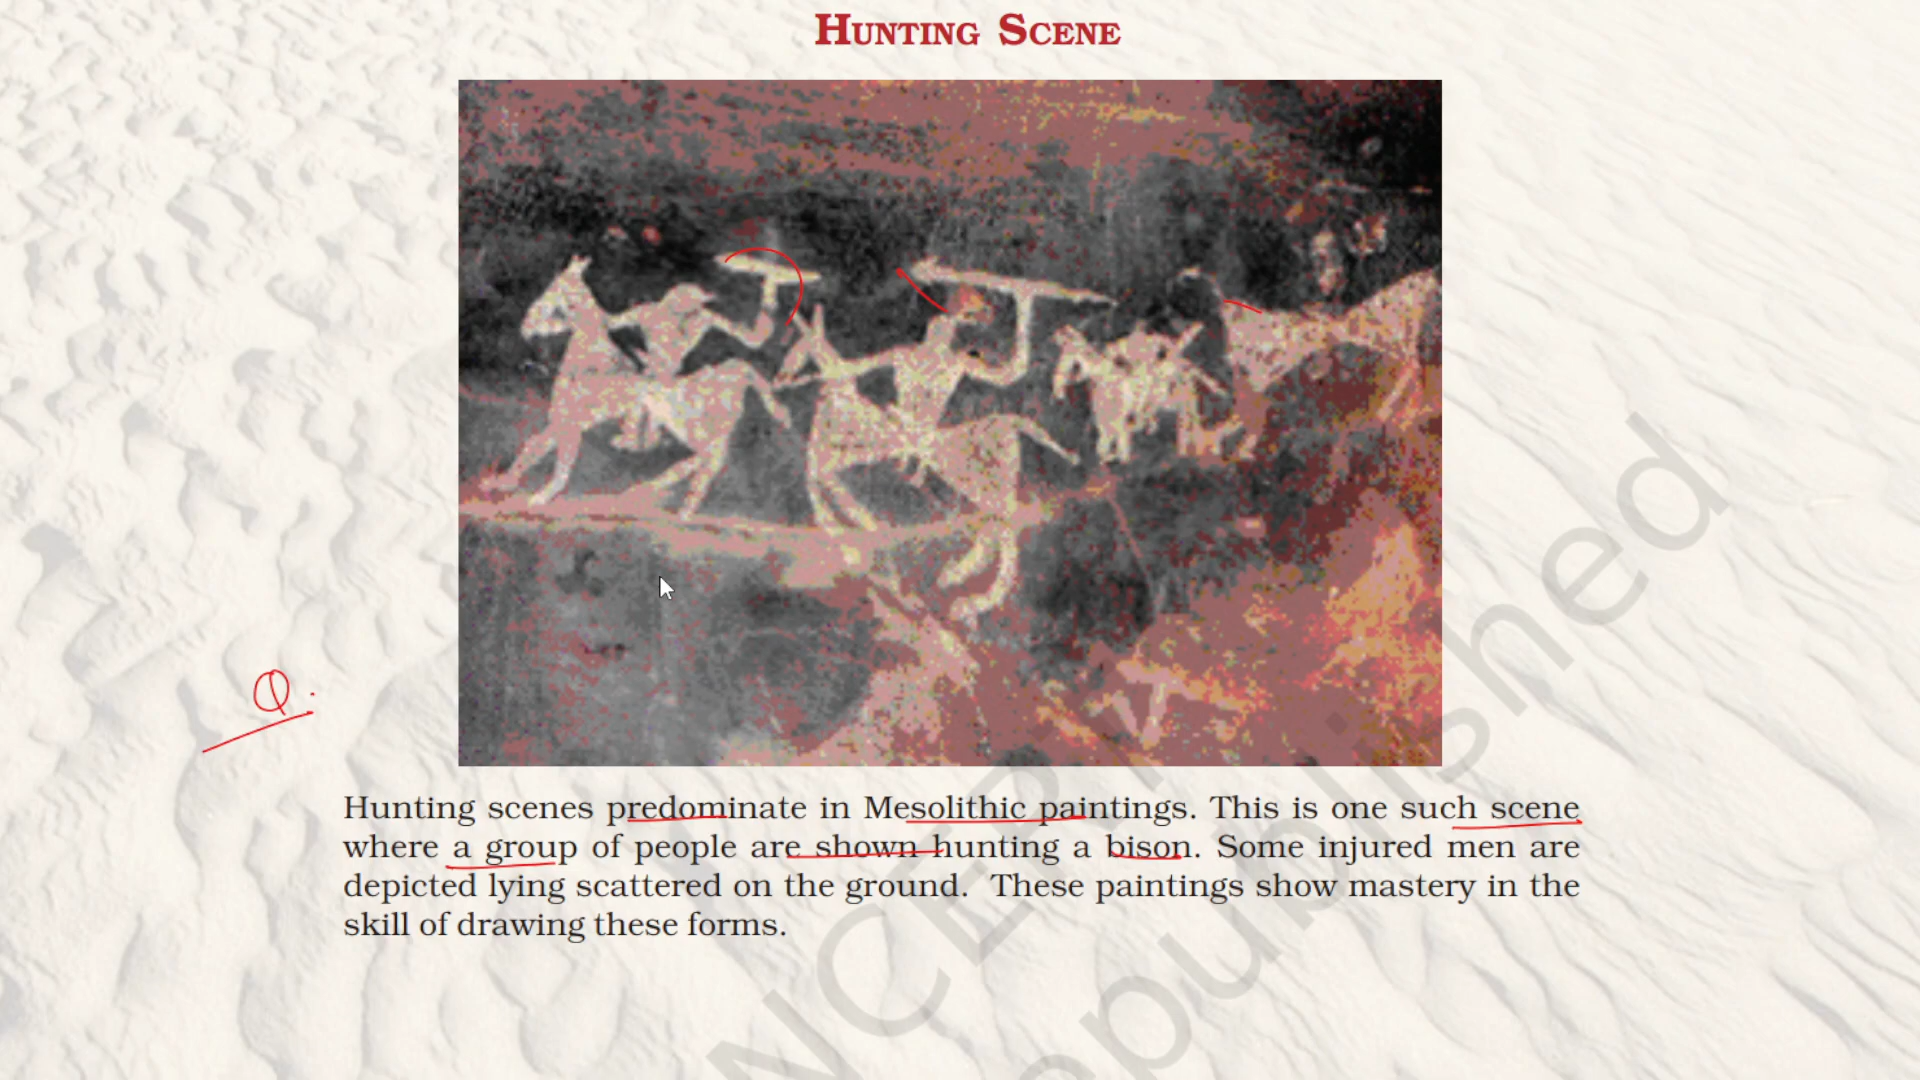 HUNTING SCENE
Hunting scenes predominate in Mesolithic paintings. This is one such scene
where a group of people are shown hunting a bison. Some injured men are
depicted lying scattered on the ground. These paintings show mastery in the
skill of drawing these forms.
Q.